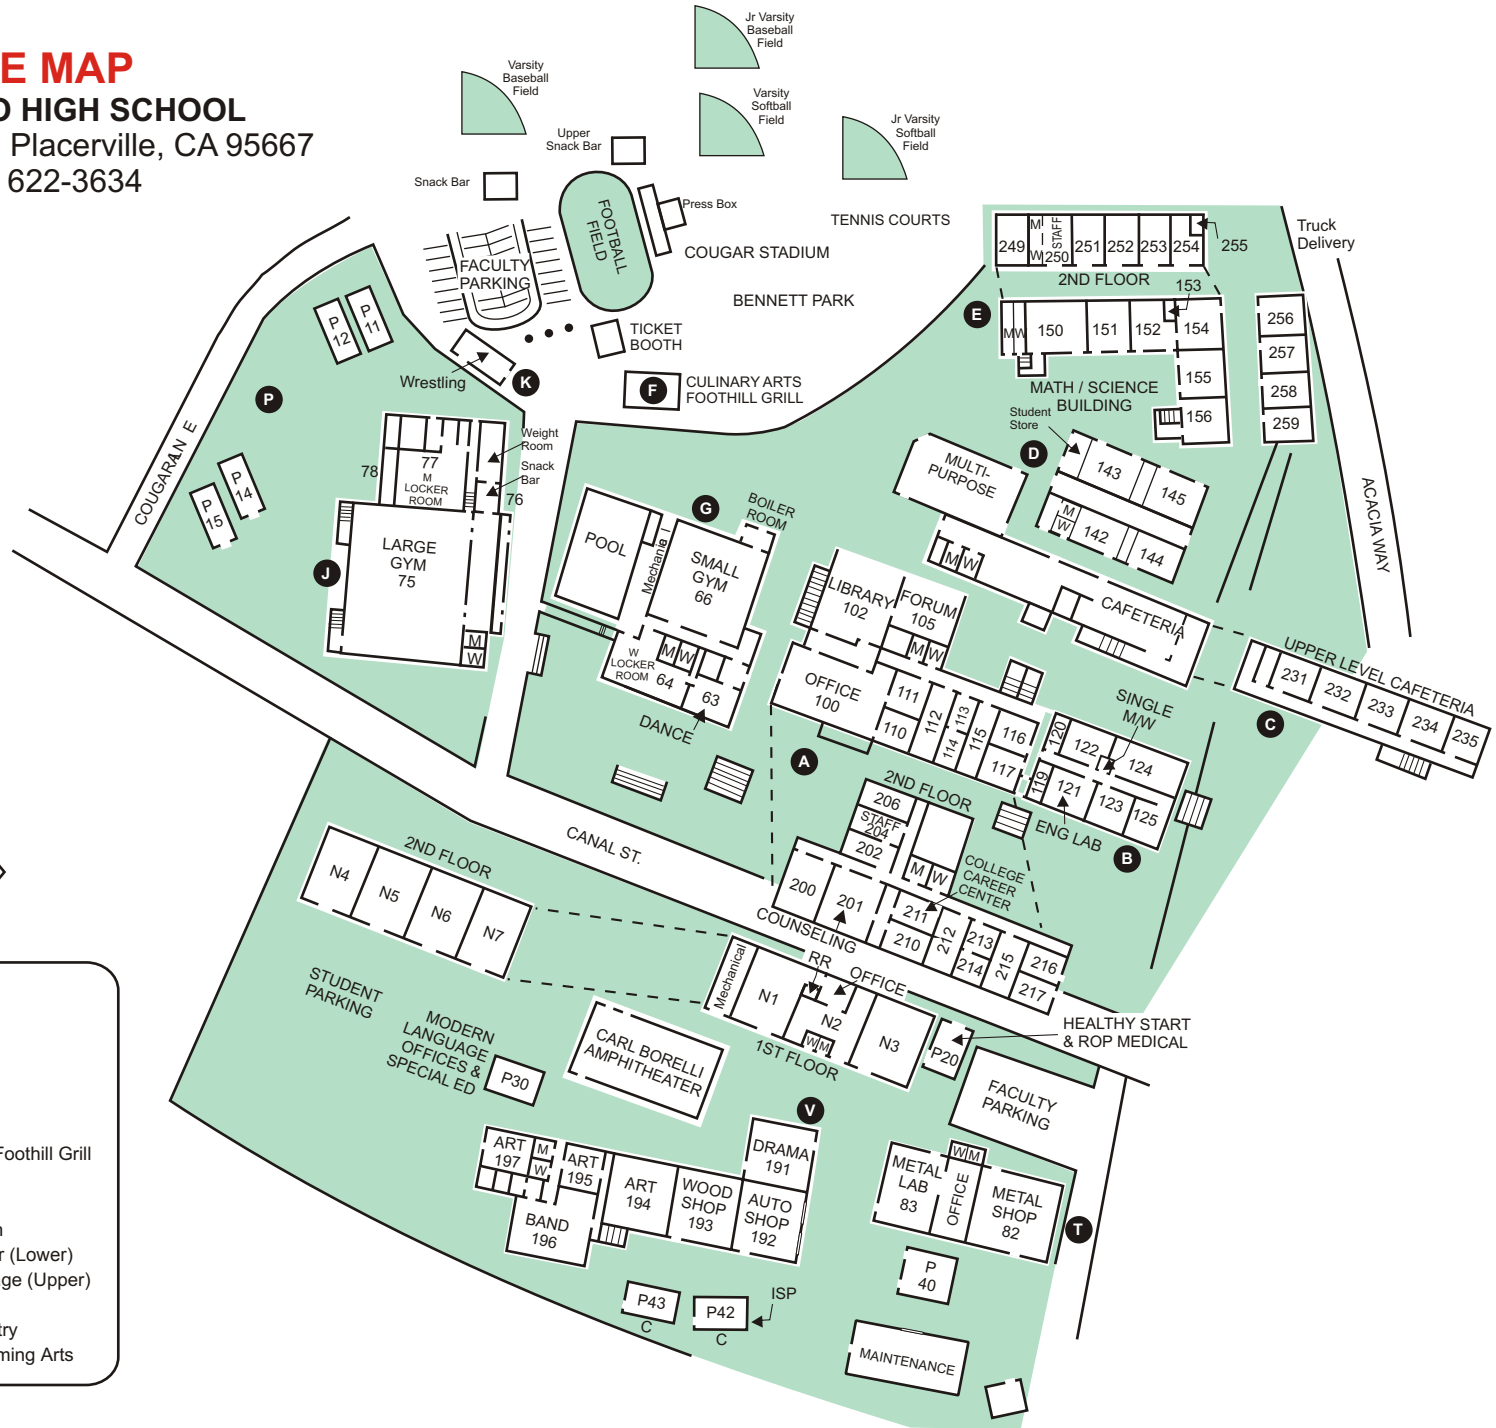 E MAP
HIGH SCHOOL
Placerville, CA 95667
622-3634
Jr Varsity
Baseball
Field
Varsity
Baseball
Field
Varsity
Softball
Field
Jr Varsity
Softball
Field
Upper
Snack Bar
Snack Bar
Press Box
FOOTBALL
FIELD
TENNIS COURTS
COUGAR STADIUM
BENNETT PARK
FACULTY
PARKING
TICKET
BOOTH
Wrestling
K
F
CULINARY ARTS
FOOTHILL GRILL
Truck
Delivery
249
M
W
STAFF
250
251
252
253
254
255
2ND FLOOR
153
E
M W
150
151
152
154
155
156
MATH / SCIENCE
BUILDING
256
257
258
259
ACACIA WAY
P
12
P
11
P
P
14
P
15
COUGAR LN E
Weight
Room
Snack
Bar
78
77
M
LOCKER
ROOM
76
LARGE
GYM
75
J
M
W
POOL
Mechanical
G
BOILER
ROOM
SMALL
GYM
66
W
LOCKER
ROOM
M W
64
63
DANCE
Student
Store
D
MULTI-
PURPOSE
143
145
M
W
142
144
M W
CAFETERIA
LIBRARY
102
FORUM
105
M W
OFFICE
100
111
110
112
113
114
115
116
117
A
UPPER LEVEL CAFETERIA
231
232
233
234
235
C
SINGLE
M/W
120
122
124
119
121
123
125
ENG LAB
B
2ND FLOOR
206
STAFF
204
202
M W
COLLEGE
CAREER
CENTER
200
201
211
210
212
213
214
215
216
217
COUNSELING
CANAL ST.
2ND FLOOR
N4
N5
N6
N7
STUDENT
PARKING
RR
OFFICE
Mechanical
N1
N2
W M
N3
1ST FLOOR
P20
HEALTHY START
& ROP MEDICAL
MODERN
LANGUAGE
OFFICES &
SPECIAL ED
P30
CARL BORELLI
AMPHITHEATER
FACULTY
PARKING
V
ART
197
M
W
ART
195
BAND
196
ART
194
WOOD
SHOP
193
DRAMA
191
AUTO
SHOP
192
METAL
LAB
83
W M
OFFICE
METAL
SHOP
82
T
P
40
P43
C
P42
C
ISP
MAINTENANCE
Foothill Grill
(Lower)
(Upper)
Arts